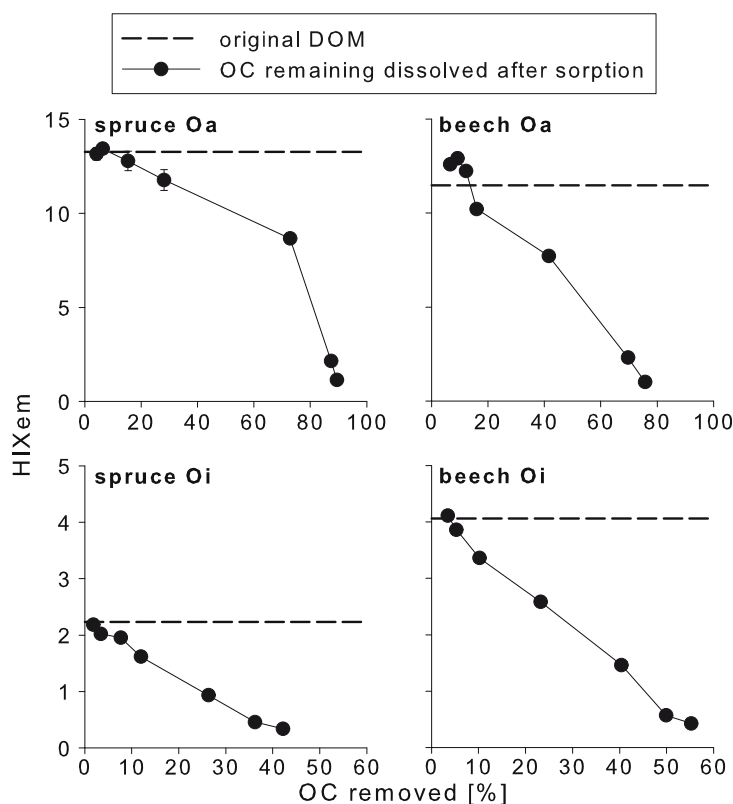 original DOM
OC remaining dissolved after sorption
spruce Oa
beech Oa
15
10
5
0
0 20 40 60 80 100
0 20 40 60 80 100
HIXem
spruce Oi
beech Oi
5
4
3
2
1
0
0 10 20 30 40 50 60
0 10 20 30 40 50 60
OC removed [%]